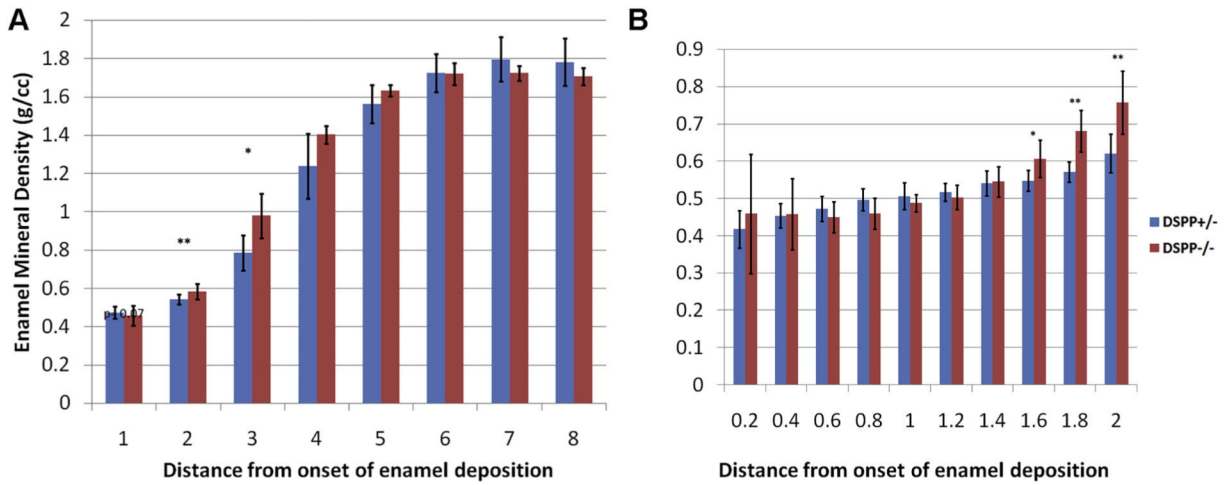 A
Enamel Mineral Density (g/cc)
2
1.8
1.6
1.4
1.2
1
0.8
0.6
0.4
0.2
0
**
*
1 2 3 4 5 6 7 8
Distance from onset of enamel deposition
B
0.9
0.8
0.7
0.6
0.5
0.4
0.3
0.2
0.1
0
*
**
**
0.2 0.4 0.6 0.8 1 1.2 1.4 1.6 1.8 2
Distance from onset of enamel deposition
DSPP+/-
DSPP-/-